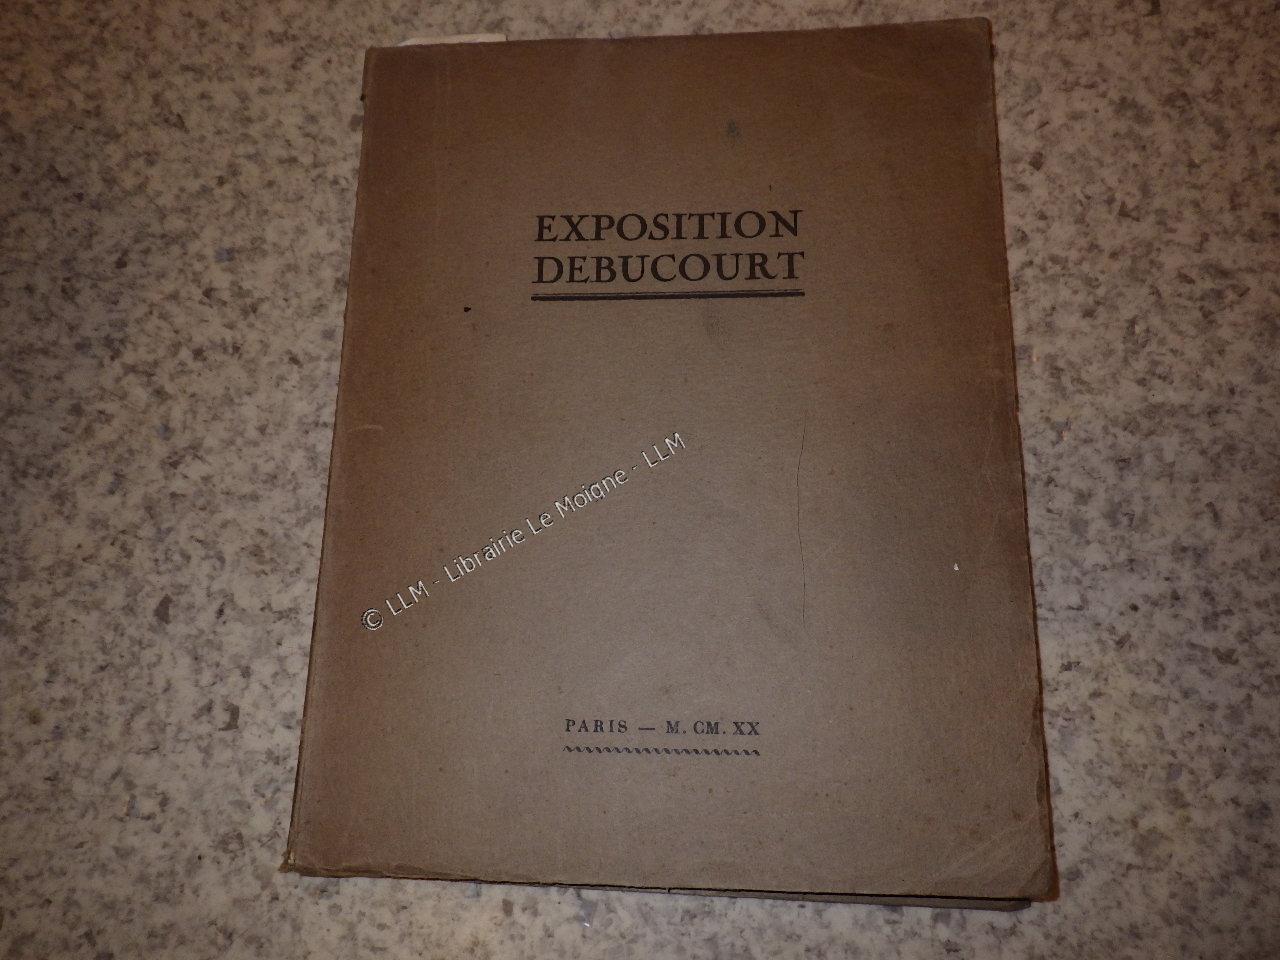 EXPOSITION
DEBUCOURT
© LLM - Librairie Le Moigne - LLM
PARIS — M. CM. XX